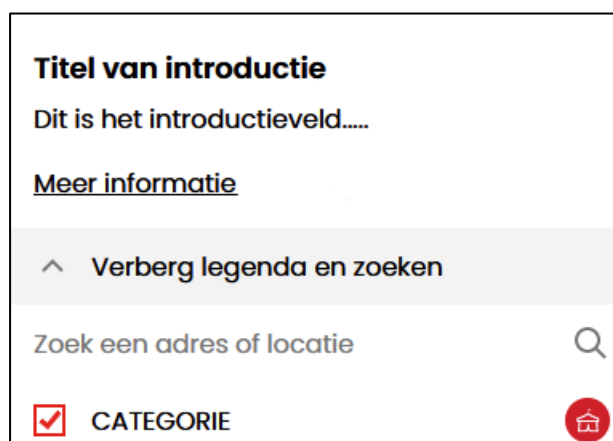 Titel van introductie
Dit is het introductieveld.....
Meer informatie
Verberg legenda en zoeken
Zoek een adres of locatie
CATEGORIE